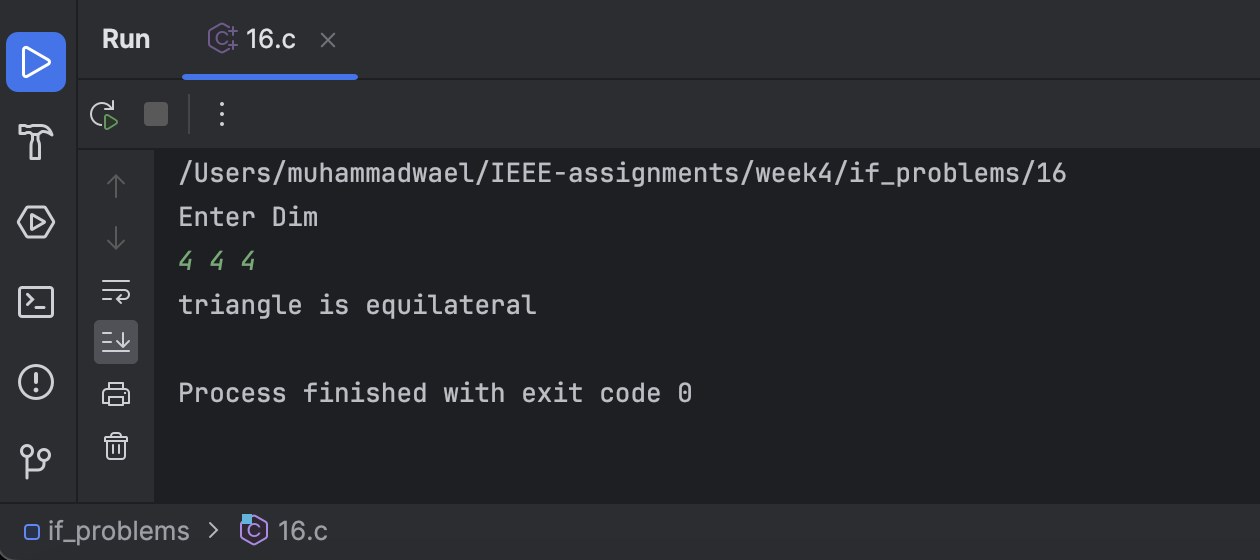 Run 16.c
/Users/muhammadwael/IEEE-assignments/week4/if_problems/16
Enter Dim
4 4 4
triangle is equilateral
Process finished with exit code 0
if_problems > 16.c